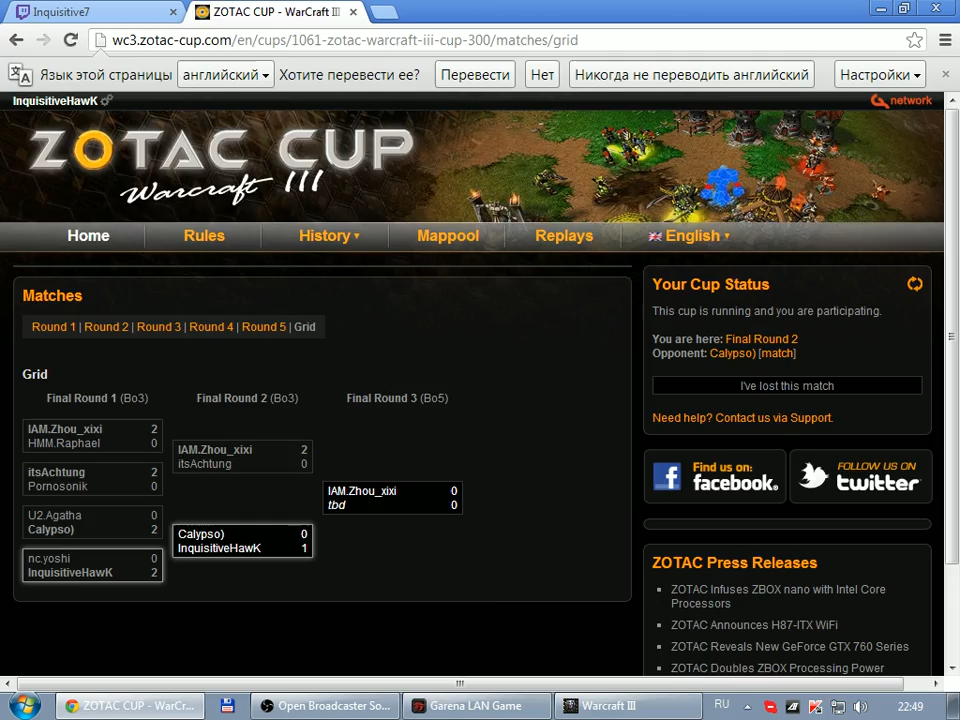 Inquisitive7
ZOTAC CUP - WarCraft III
wc3.zotac-cup.com/en/cups/1061-zotac-warcraft-iii-cup-300/matches/grid
Язык этой страницы английский Хотите перевести ее? Перевести Нет Никогда не переводить английский Настройки
InquisitiveHawK
network
ZOTAC CUP
Warcraft III
Home Rules History Mappool Replays English
Matches
Round 1 | Round 2 | Round 3 | Round 4 | Round 5 | Grid
Grid
Final Round 1 (Bo3) Final Round 2 (Bo3) Final Round 3 (Bo5)
IAM.Zhou_xixi 2
HMM.Raphael 0
itsAchtung 2
Pornosonik 0
U2.Agatha 0
Calypso) 2
nc.yoshi 0
InquisitiveHawK 2
IAM.Zhou_xixi 2
itsAchtung 0
Calypso) 0
InquisitiveHawK 1
IAM.Zhou_xixi 0
tbd 0
Your Cup Status
This cup is running and you are participating.
You are here: Final Round 2
Opponent: Calypso) [match]
I've lost this match
Need help? Contact us via Support.
Find us on:
facebook.
FOLLOW US ON
twitter
ZOTAC Press Releases
ZOTAC Infuses ZBOX nano with Intel Core
Processors
ZOTAC Announces H87-ITX WiFi
ZOTAC Reveals New GeForce GTX 760 Series
ZOTAC Doubles ZBOX Processing Power
ZOTAC CUP - WarCr...
Open Broadcaster So...
Garena LAN Game
Warcraft III
RU
22:49